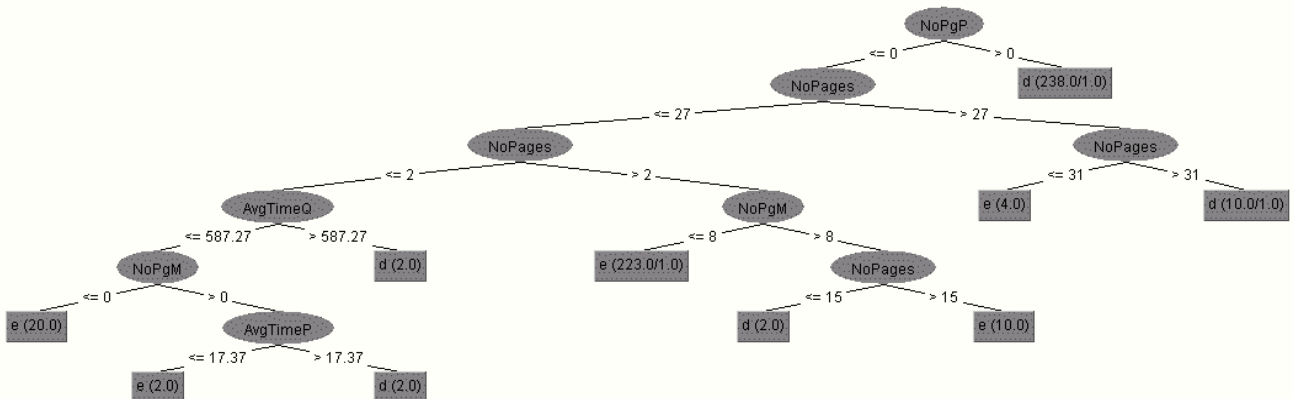 NoPgP
<= 0 > 0
NoPages d (238.0/1.0)
<= 27 > 27
NoPages NoPages
<= 2 > 2 <= 31 > 31
AvgTimeQ NoPgM e (4.0) d (10.0/1.0)
<= 587.27 > 587.27 <= 8 > 8
NoPgM d (2.0) e (223.0/1.0) NoPages
<= 0 > 0 <= 15 > 15
e (20.0) AvgTimeP d (2.0) e (10.0)
<= 17.37 > 17.37
e (2.0) d (2.0)